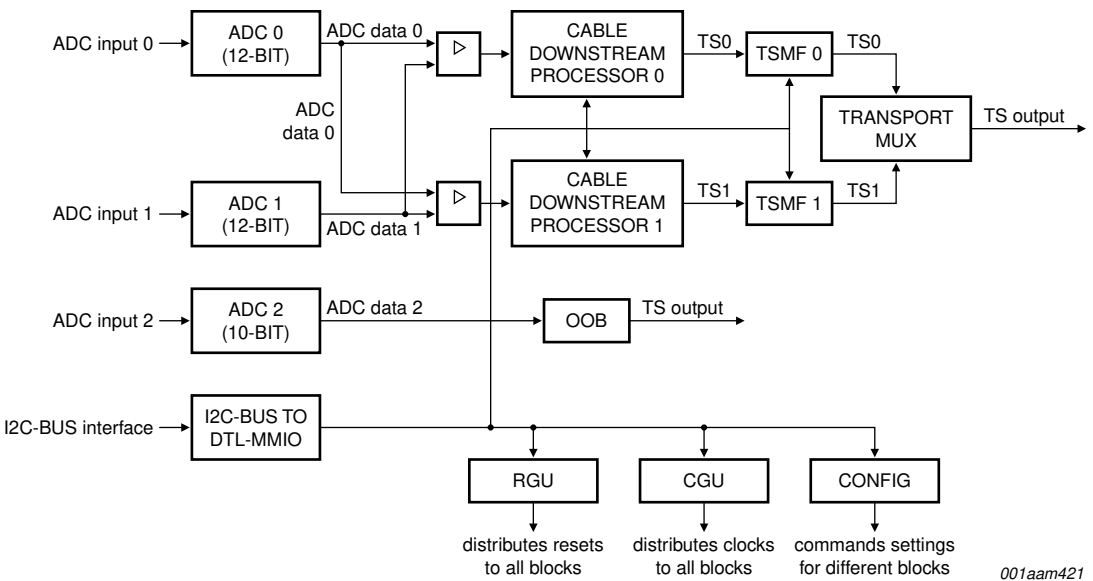 ADC input 0
ADC 0
(12-BIT)
ADC data 0
ADC
data 0
CABLE
DOWNSTREAM
PROCESSOR 0
TS0
TSMF 0
TS0
TRANSPORT
MUX
TS output
ADC input 1
ADC 1
(12-BIT)
ADC data 1
CABLE
DOWNSTREAM
PROCESSOR 1
TS1
TSMF 1
TS1
ADC input 2
ADC 2
(10-BIT)
ADC data 2
OOB
TS output
I2C-BUS interface
I2C-BUS TO
DTL-MMIO
RGU
CGU
CONFIG
distributes resets
to all blocks
distributes clocks
to all blocks
commands settings
for different blocks
001aam421